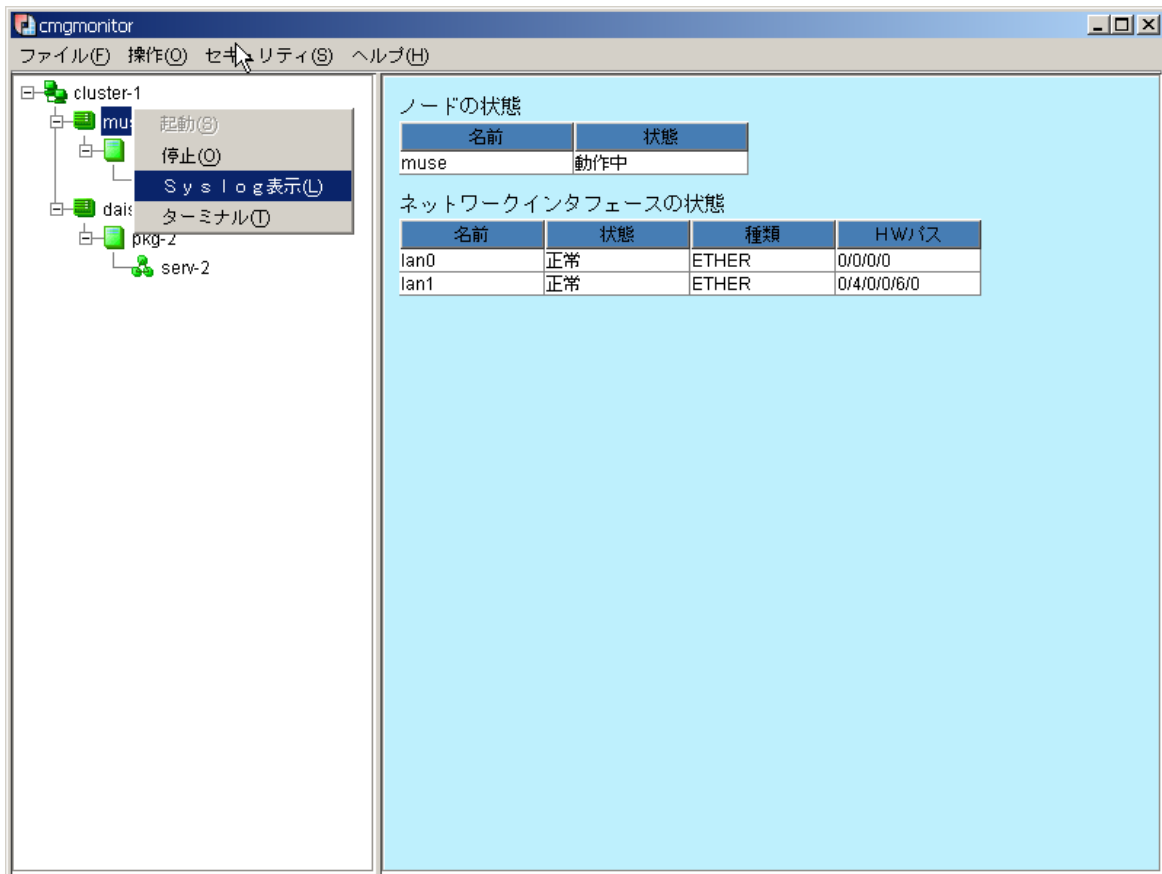 cmgmonitor
ファイル(F) 操作(O) セキュリティ(S) ヘルプ(H)
cluster-1
起動(S)
停止(O)
Ｓｙｓｌｏｇ表示(L)
ターミナル(T)
pkg-2
serv-2
ノードの状態
名前 状態
muse 動作中
ネットワークインタフェースの状態
名前 状態 種類 ＨＷパス
lan0 正常 ETHER 0/0/0/0
lan1 正常 ETHER 0/4/0/0/6/0